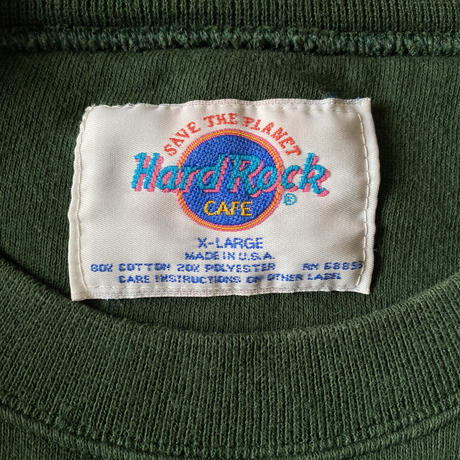 SAVE THE PLANET
Hard Rock
CAFE
®
X-LARGE
MADE IN U.S.A.
80% COTTON 20% POLYESTER RN
CARE INSTRUCTIONS ON OTHER LABEL